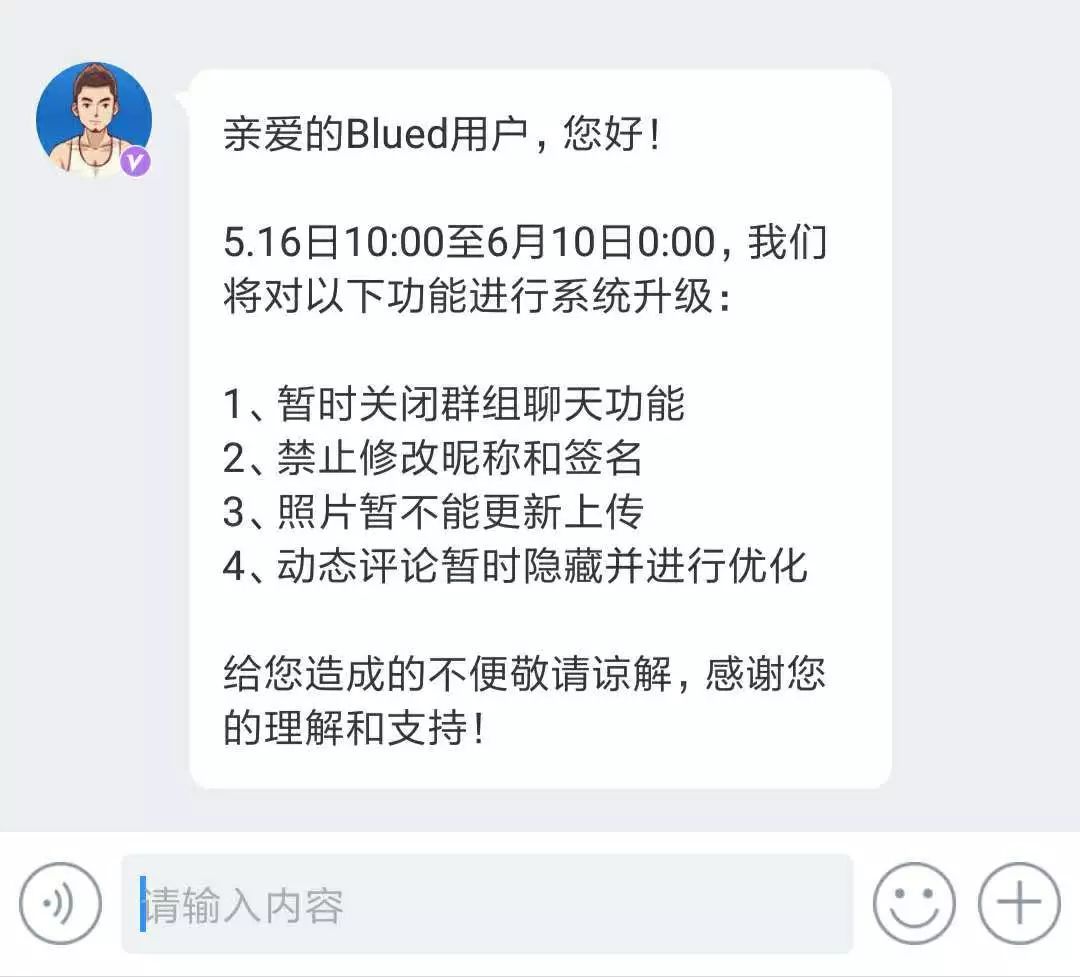 亲爱的Blued用户，您好！
5.16日10:00至6月10日0:00，我们
将对以下功能进行系统升级：
1、暂时关闭群组聊天功能
2、禁止修改昵称和签名
3、照片暂不能更新上传
4、动态评论暂时隐藏并进行优化
给您造成的不便敬请谅解，感谢您
的理解和支持！
请输入内容